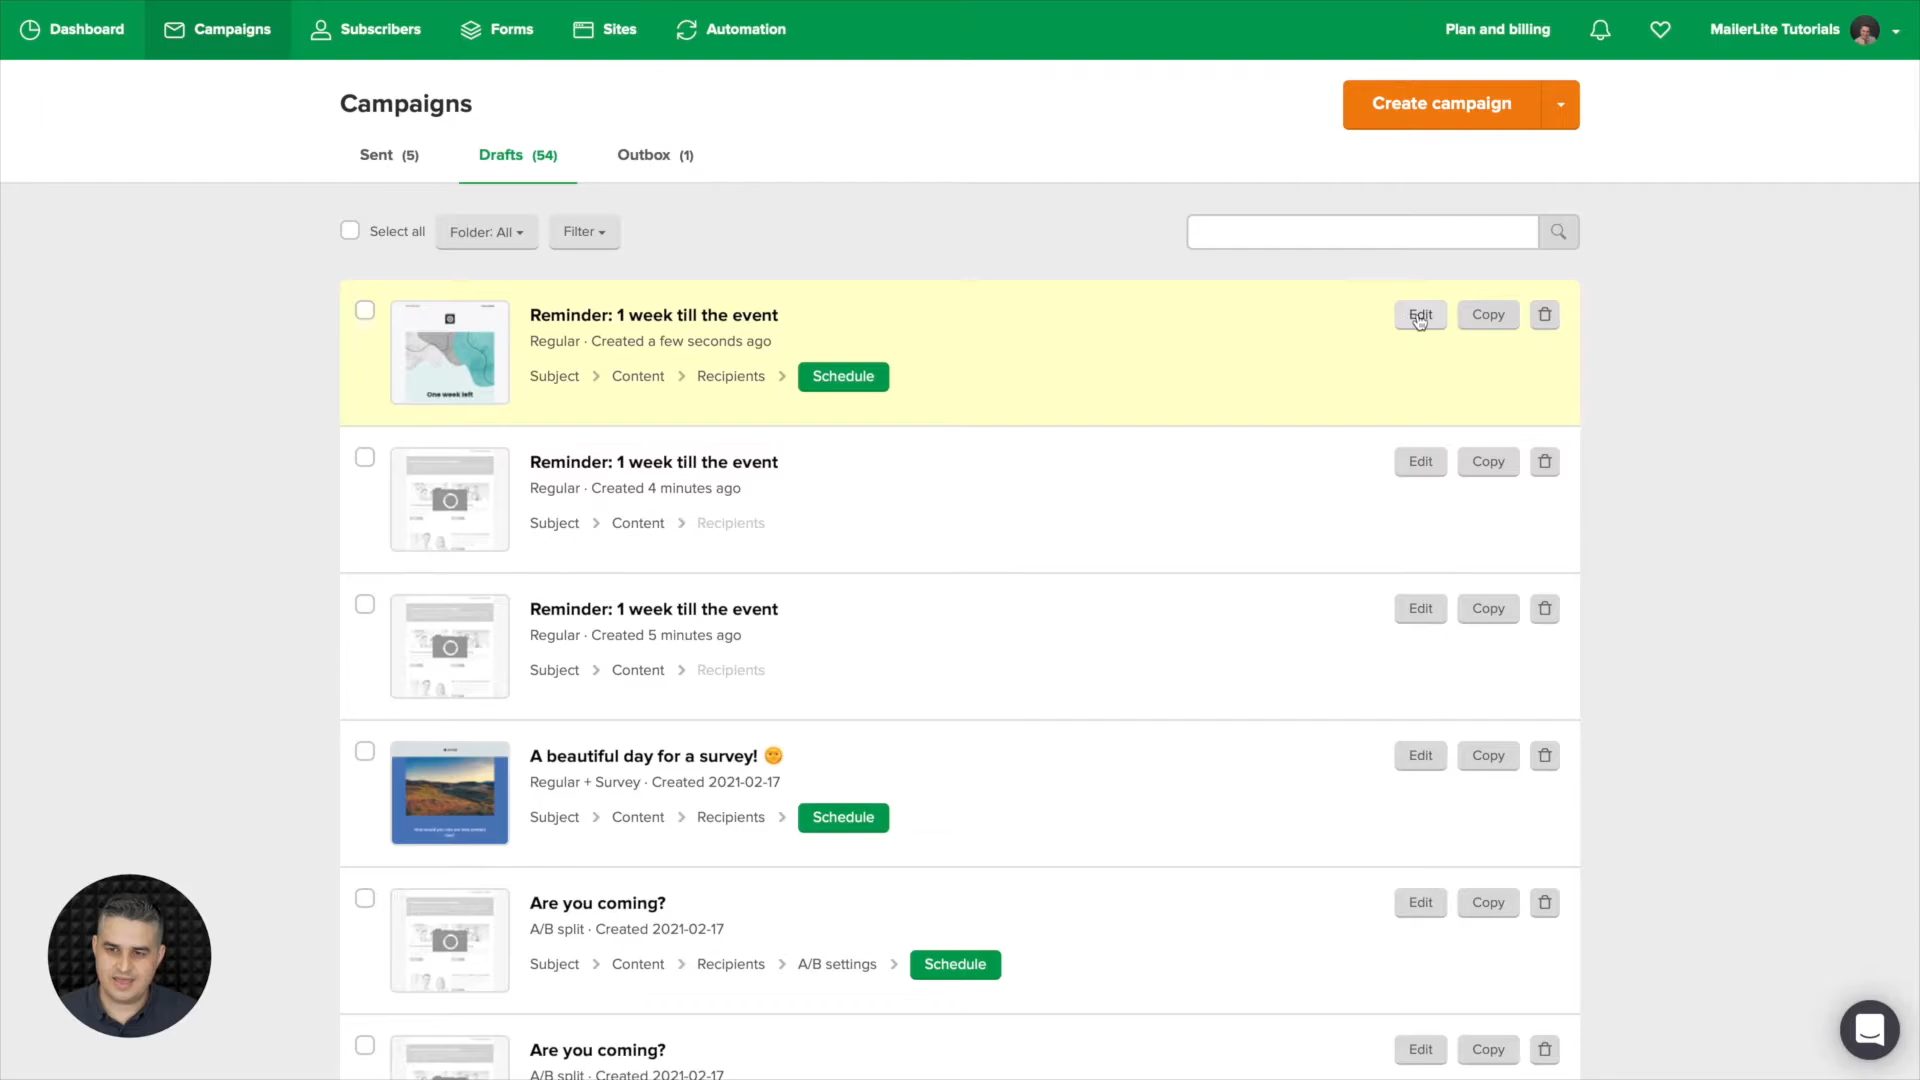 Dashboard
Campaigns
Subscribers
Forms
Sites
Automation
Plan and billing
MailerLite Tutorials
Campaigns
Create campaign
Sent (5)
Drafts (54)
Outbox (1)
Select all
Folder: All
Filter
One week left
Reminder: 1 week till the event
Regular · Created a few seconds ago
Subject > Content > Recipients > Schedule
Edit
Copy
Reminder: 1 week till the event
Regular · Created 4 minutes ago
Subject > Content > Recipients
Edit
Copy
Reminder: 1 week till the event
Regular · Created 5 minutes ago
Subject > Content > Recipients
Edit
Copy
A beautiful day for a survey! 🌞
Regular + Survey · Created 2021-02-17
Subject > Content > Recipients > Schedule
Edit
Copy
Are you coming?
A/B split · Created 2021-02-17
Subject > Content > Recipients > A/B settings > Schedule
Edit
Copy
Are you coming?
A/B split · Created 2021-02-17
Edit
Copy